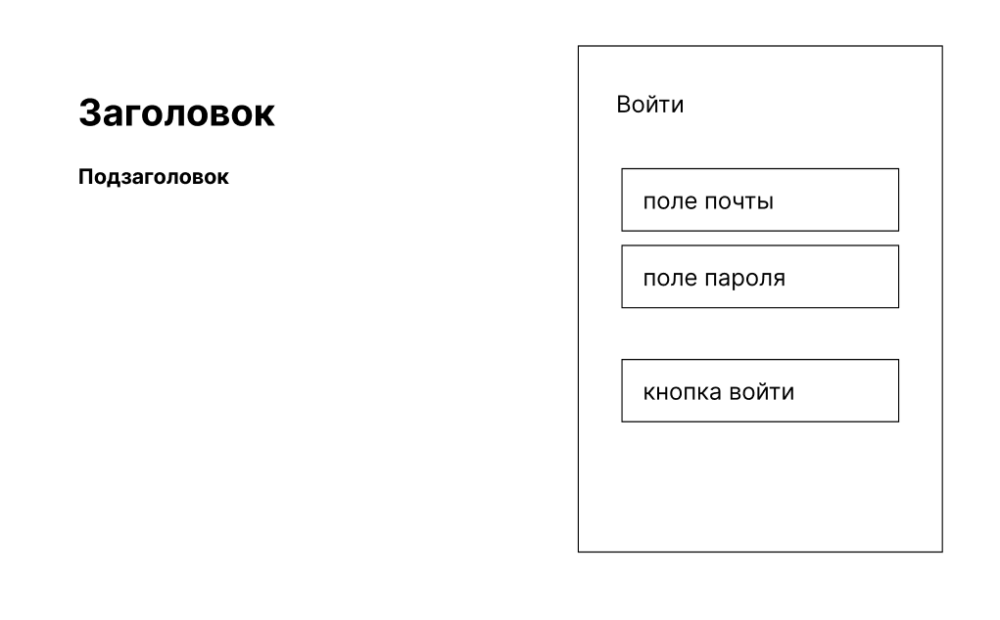 Заголовок
Подзаголовок
Войти
поле почты
поле пароля
кнопка войти